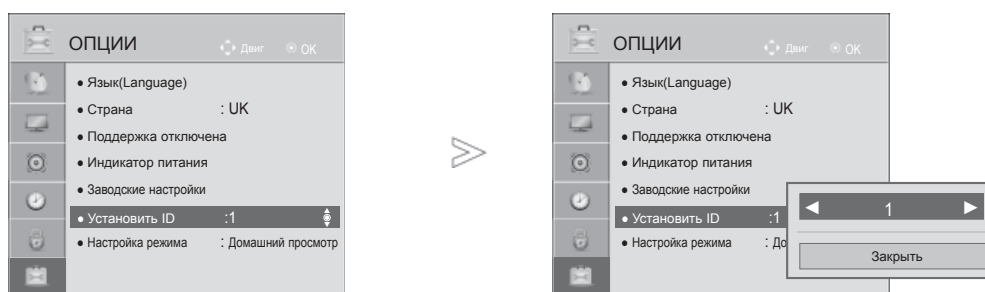 ОПЦИИ
Двиг OK
● Язык(Language)
● Страна : UK
● Поддержка отключена
● Индикатор питания
● Заводские настройки
● Установить ID :1
● Настройка режима : Домашний просмотр
ОПЦИИ
Двиг OK
● Язык(Language)
● Страна : UK
● Поддержка отключена
● Индикатор питания
● Заводские настройки
● Установить ID :1
● Настройка режима : До
◀ 1 ▶
Закрыть